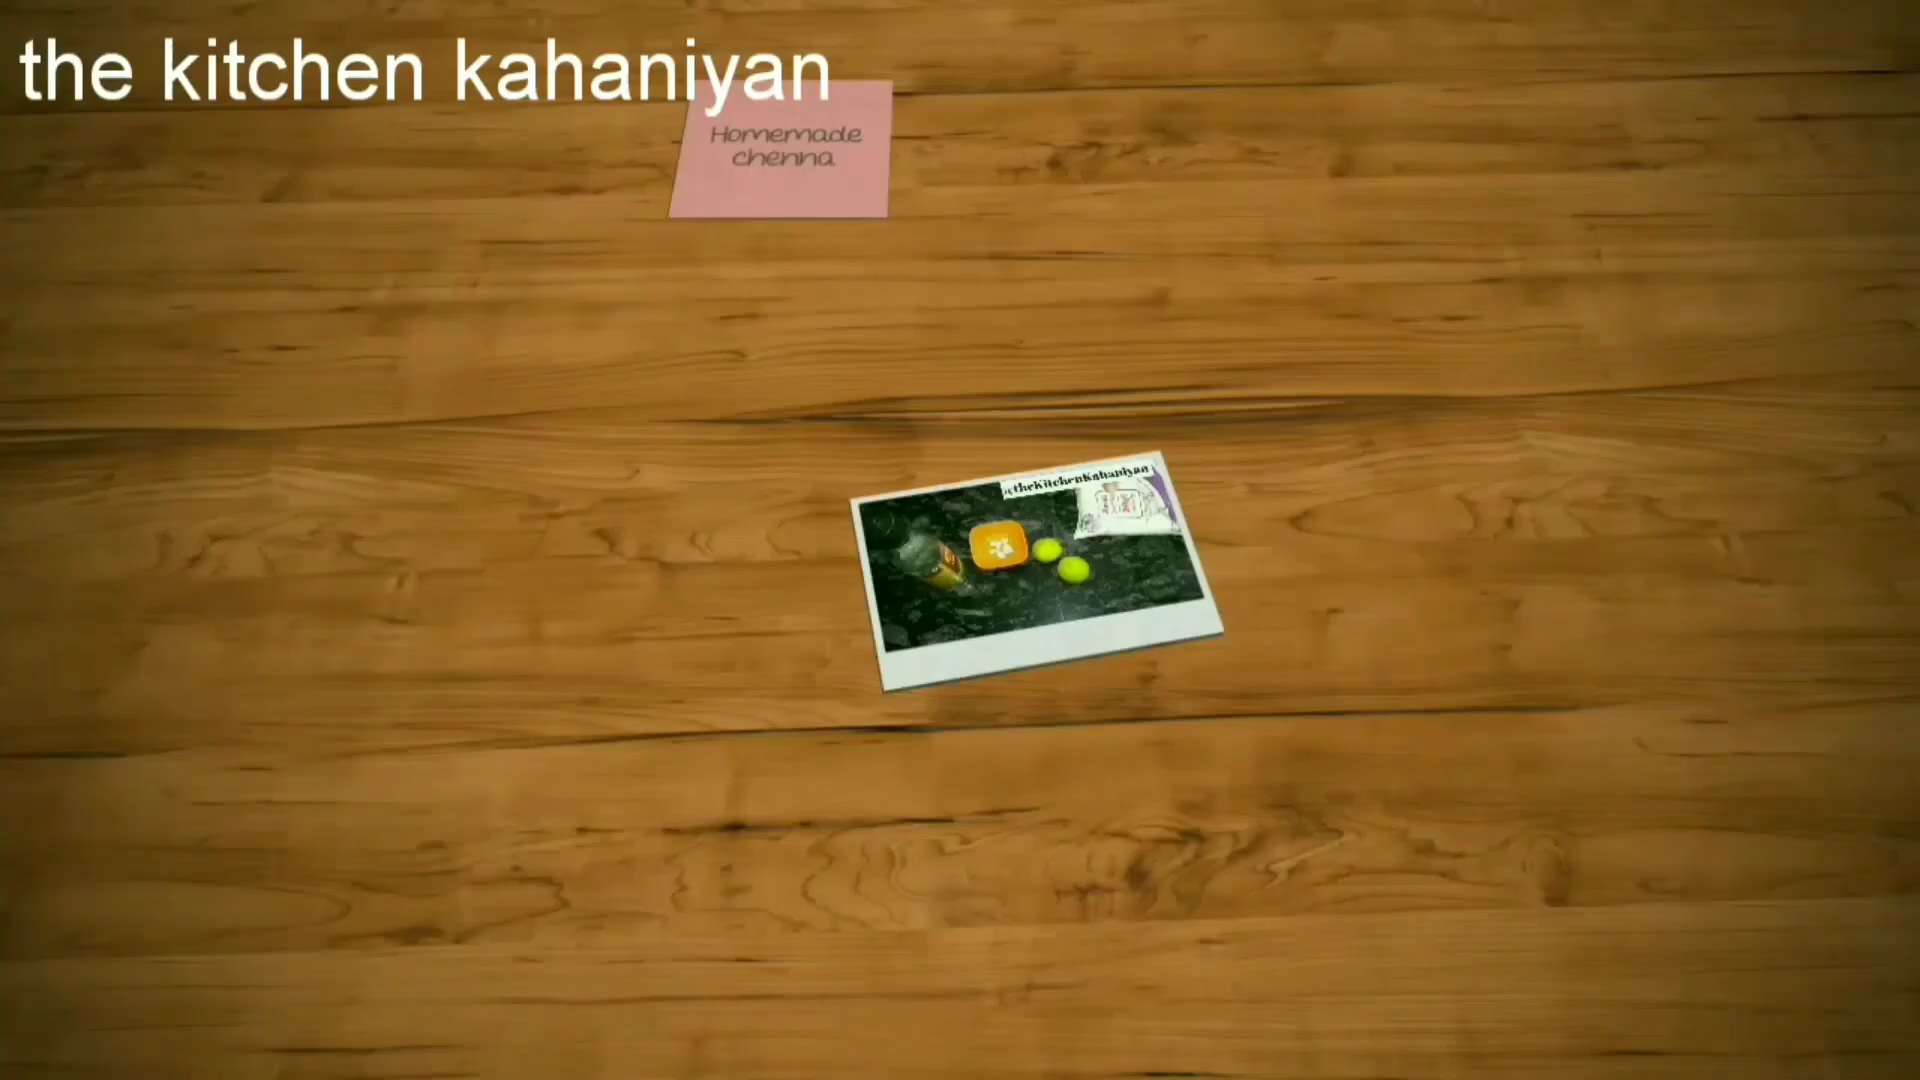 the kitchen kahaniyan
Homemade
chenna
@theKitchenKahaniyan